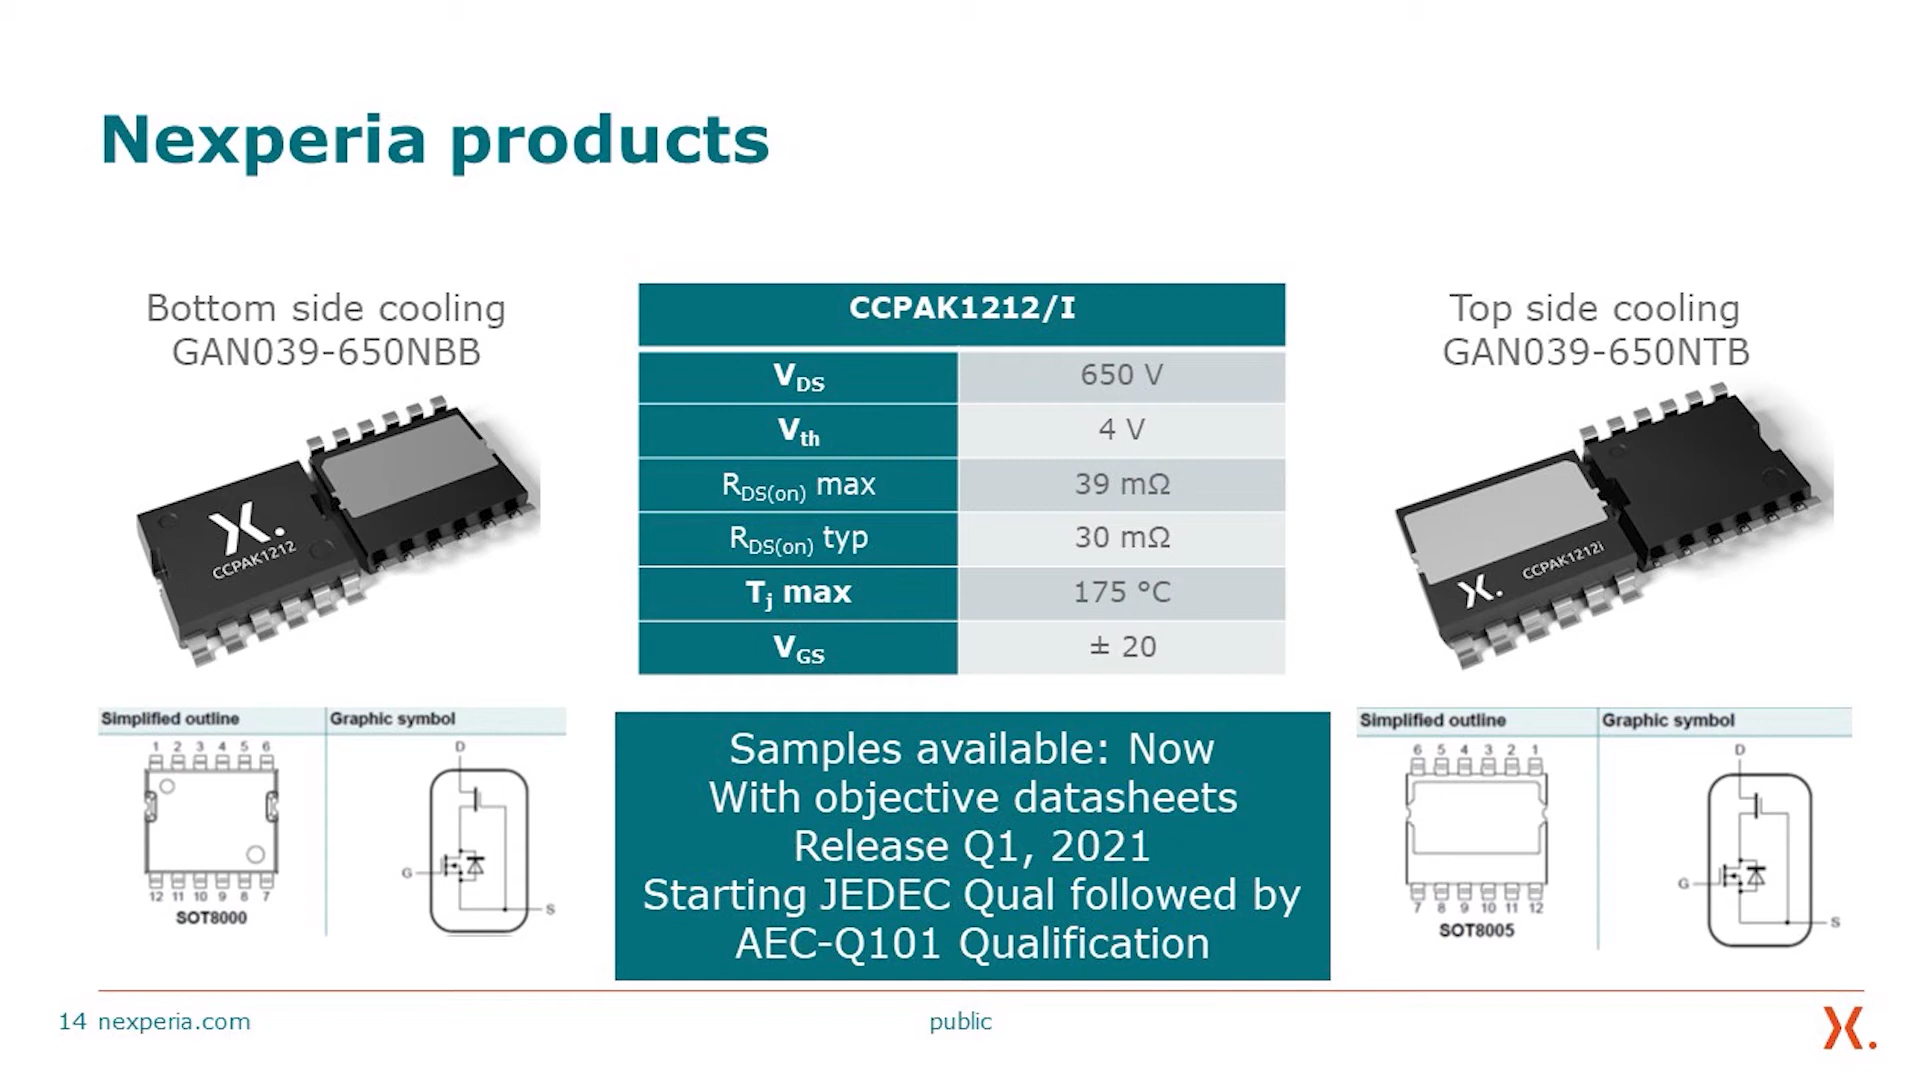 Nexperia products
Bottom side cooling
GAN039-650NBB
X.
CCPAK1212
CCPAK1212/I
VDS 650 V
Vth 4 V
RDS(on) max 39 mΩ
RDS(on) typ 30 mΩ
Tj max 175 °C
VGS ± 20
Top side cooling
GAN039-650NTB
X.
CCPAK1212i
Simplified outline Graphic symbol
1 2 3 4 5 6
12 11 10 9 8 7
SOT8000
D
G
S
Samples available: Now
With objective datasheets
Release Q1, 2021
Starting JEDEC Qual followed by
AEC-Q101 Qualification
Simplified outline Graphic symbol
6 5 4 3 2 1
7 8 9 10 11 12
SOT8005
D
G
S
14 nexperia.com
public
X.